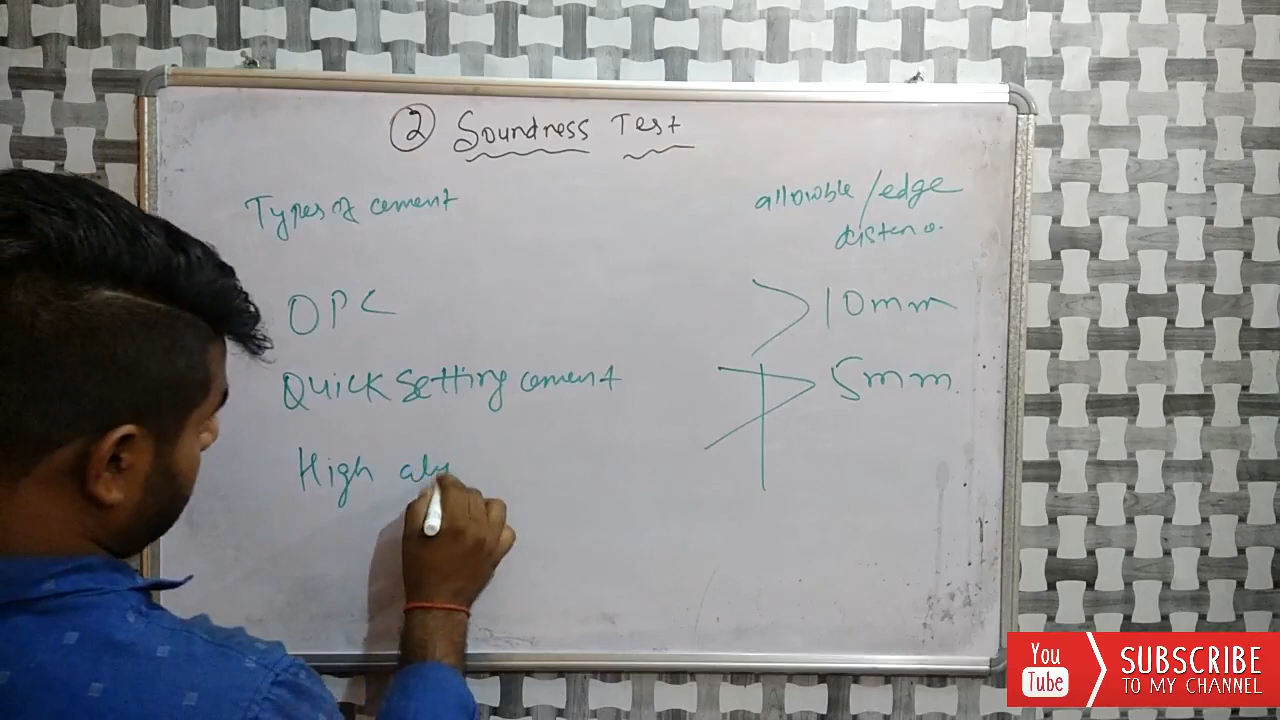 ② Soundness Test
Types of cement
allowable / edge
OPC
> 10mm
Quick Setting cement
> 5mm
High alu
You
Tube
SUBSCRIBE
TO MY CHANNEL